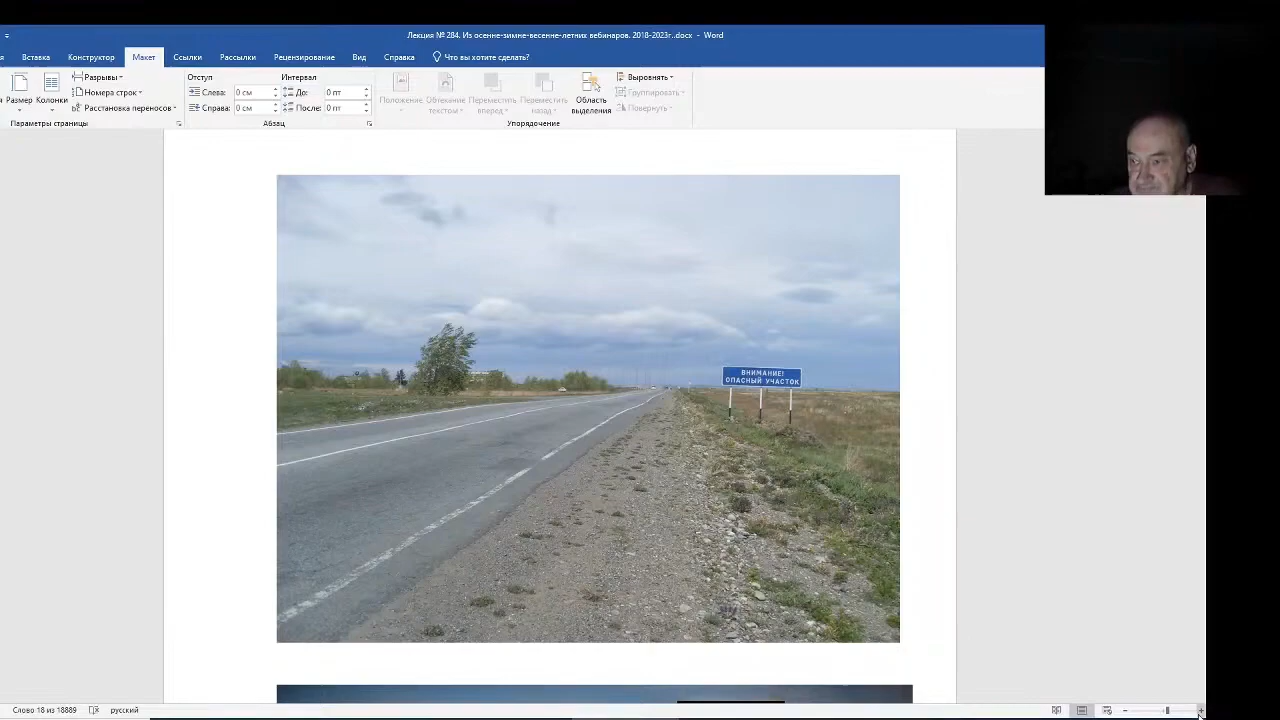 Лекция № 284. Из осенне-зимне-весенне-летних вебинаров. 2018-2023г..docx - Word
Вставка Конструктор Макет Ссылки Рассылки Рецензирование Вид Справка Что вы хотите сделать?
Размер
Колонки
Разрывы
Номера строк
Расстановка переносов
Параметры страницы
Отступ
Слева: 0 см
Справа: 0 см
Интервал
До: 0 пт
После: 0 пт
Абзац
Положение
Обтекание
текстом
Переместить
вперед
Переместить
назад
Область
выделения
Выровнять
Группировать
Повернуть
Упорядочение
ВНИМАНИЕ!
ОПАСНЫЙ УЧАСТОК
Слово 18 из 18889 русский